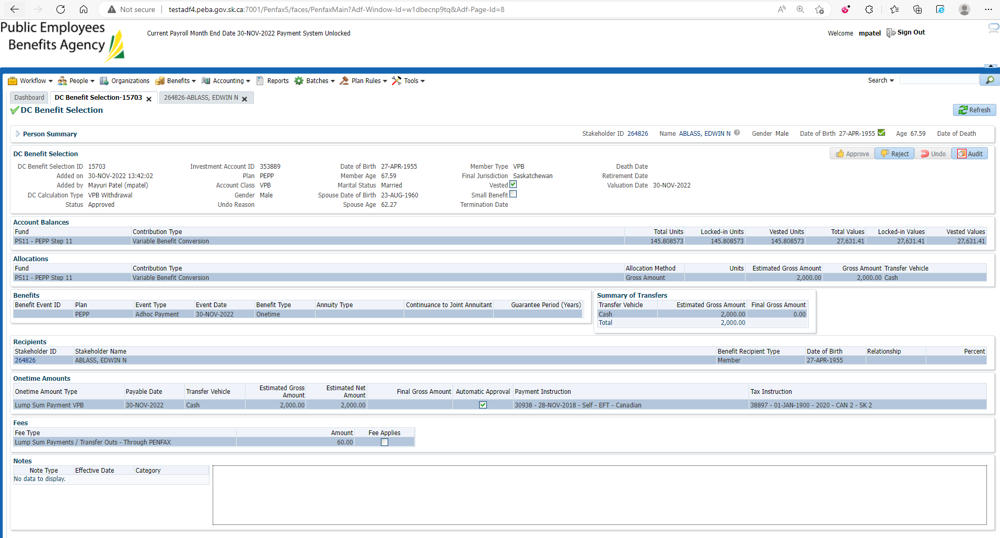 Not secure | testadf4.peba.gov.sk.ca:7001/Penfax5/faces/PenfaxMain?Adf-Window-Id=w1dbecnp9tq&Adf-Page-Id=8
Public Employees
Benefits Agency
Current Payroll Month End Date 30-NOV-2022 Payment System Unlocked
Welcome mpatel Sign Out
Workflow People Organizations Benefits Accounting Reports Batches Plan Rules Tools Search
Dashboard DC Benefit Selection-15703 264826-ABLASS, EDWIN N
DC Benefit Selection Refresh
Person Summary Stakeholder ID 264826 Name ABLASS, EDWIN N Gender Male Date of Birth 27-APR-1955 Age 67.59 Date of Death
DC Benefit Selection Approve Reject Undo Audit
DC Benefit Selection ID 15703 Investment Account ID 353889 Date of Birth 27-APR-1955 Member Type VPB Death Date
Added on 30-NOV-2022 13:42:02 Plan PEPP Member Age 67.59 Final Jurisdiction Saskatchewan Retirement Date
Added by Mayuri Patel (mpatel) Account Class VPB Marital Status Married Vested Valuation Date 30-NOV-2022
DC Calculation Type VPB Withdrawal Gender Male Spouse Date of Birth 23-AUG-1960 Small Benefit
Status Approved Undo Reason Spouse Age 62.27 Termination Date
Account Balances
Fund Contribution Type Total Units Locked-in Units Vested Units Total Values Locked-in Values Vested Values
PS11 - PEPP Step 11 Variable Benefit Conversion 145.808573 145.808573 145.808573 27,631.41 27,631.41 27,631.41
Allocations
Fund Contribution Type Allocation Method Units Estimated Gross Amount Gross Amount Transfer Vehicle
PS11 - PEPP Step 11 Variable Benefit Conversion Gross Amount 2,000.00 2,000.00 Cash
Benefits
Benefit Event ID Plan Event Type Event Date Benefit Type Annuity Type Continuance to Joint Annuitant Guarantee Period (Years)
PEPP Adhoc Payment 30-NOV-2022 Onetime
Summary of Transfers
Transfer Vehicle Estimated Gross Amount Final Gross Amount
Cash 2,000.00 0.00
Total 2,000.00
Recipients
Stakeholder ID Stakeholder Name Benefit Recipient Type Date of Birth Relationship Percent
264826 ABLASS, EDWIN N Member 27-APR-1955
Onetime Amounts
Onetime Amount Type Payable Date Transfer Vehicle Estimated Gross Amount Estimated Net Amount Final Gross Amount Automatic Approval Payment Instruction Tax Instruction
Lump Sum Payment VPB 30-NOV-2022 Cash 2,000.00 2,000.00 30938 - 28-NOV-2018 - Self - EFT - Canadian 38897 - 01-JAN-1900 - 2020 - CAN 2 - SK 2
Fees
Fee Type Amount Fee Applies
Lump Sum Payments / Transfer Outs - Through PENFAX 60.00
Notes
Note Type Effective Date Category
No data to display.